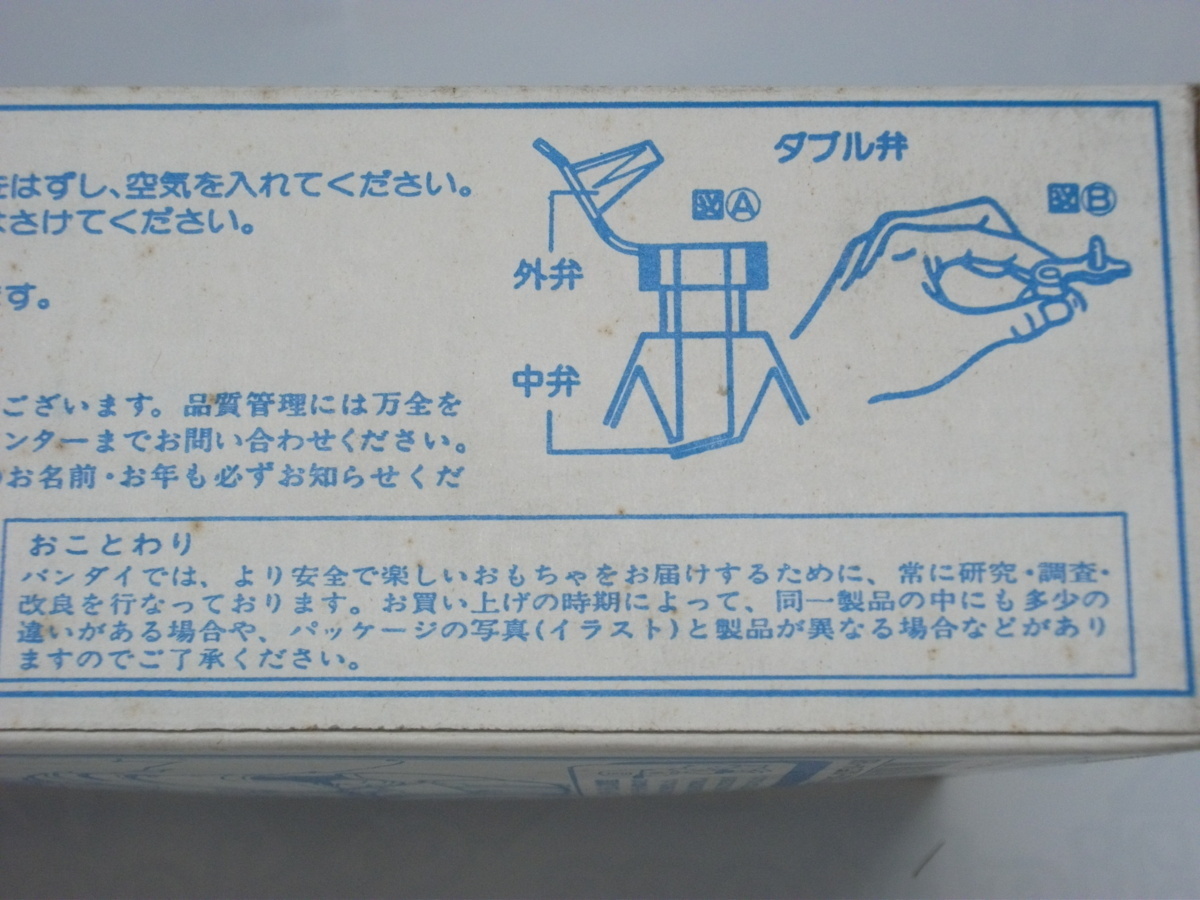 ダブル弁
をはずし、空気を入れてください。
はさけてください。
ます。
図Ⓐ
図Ⓑ
外弁
中弁
ございます。品質管理には万全を
ンターまでお問い合わせください。
のお名前・お年も必ずお知らせくだ
おことわり
バンダイでは、より安全で楽しいおもちゃをお届けするために、常に研究・調査・
改良を行なっております。お買い上げの時期によって、同一製品の中にも多少の
違いがある場合や、パッケージの写真(イラスト)と製品が異なる場合などがあり
ますのでご了承ください。